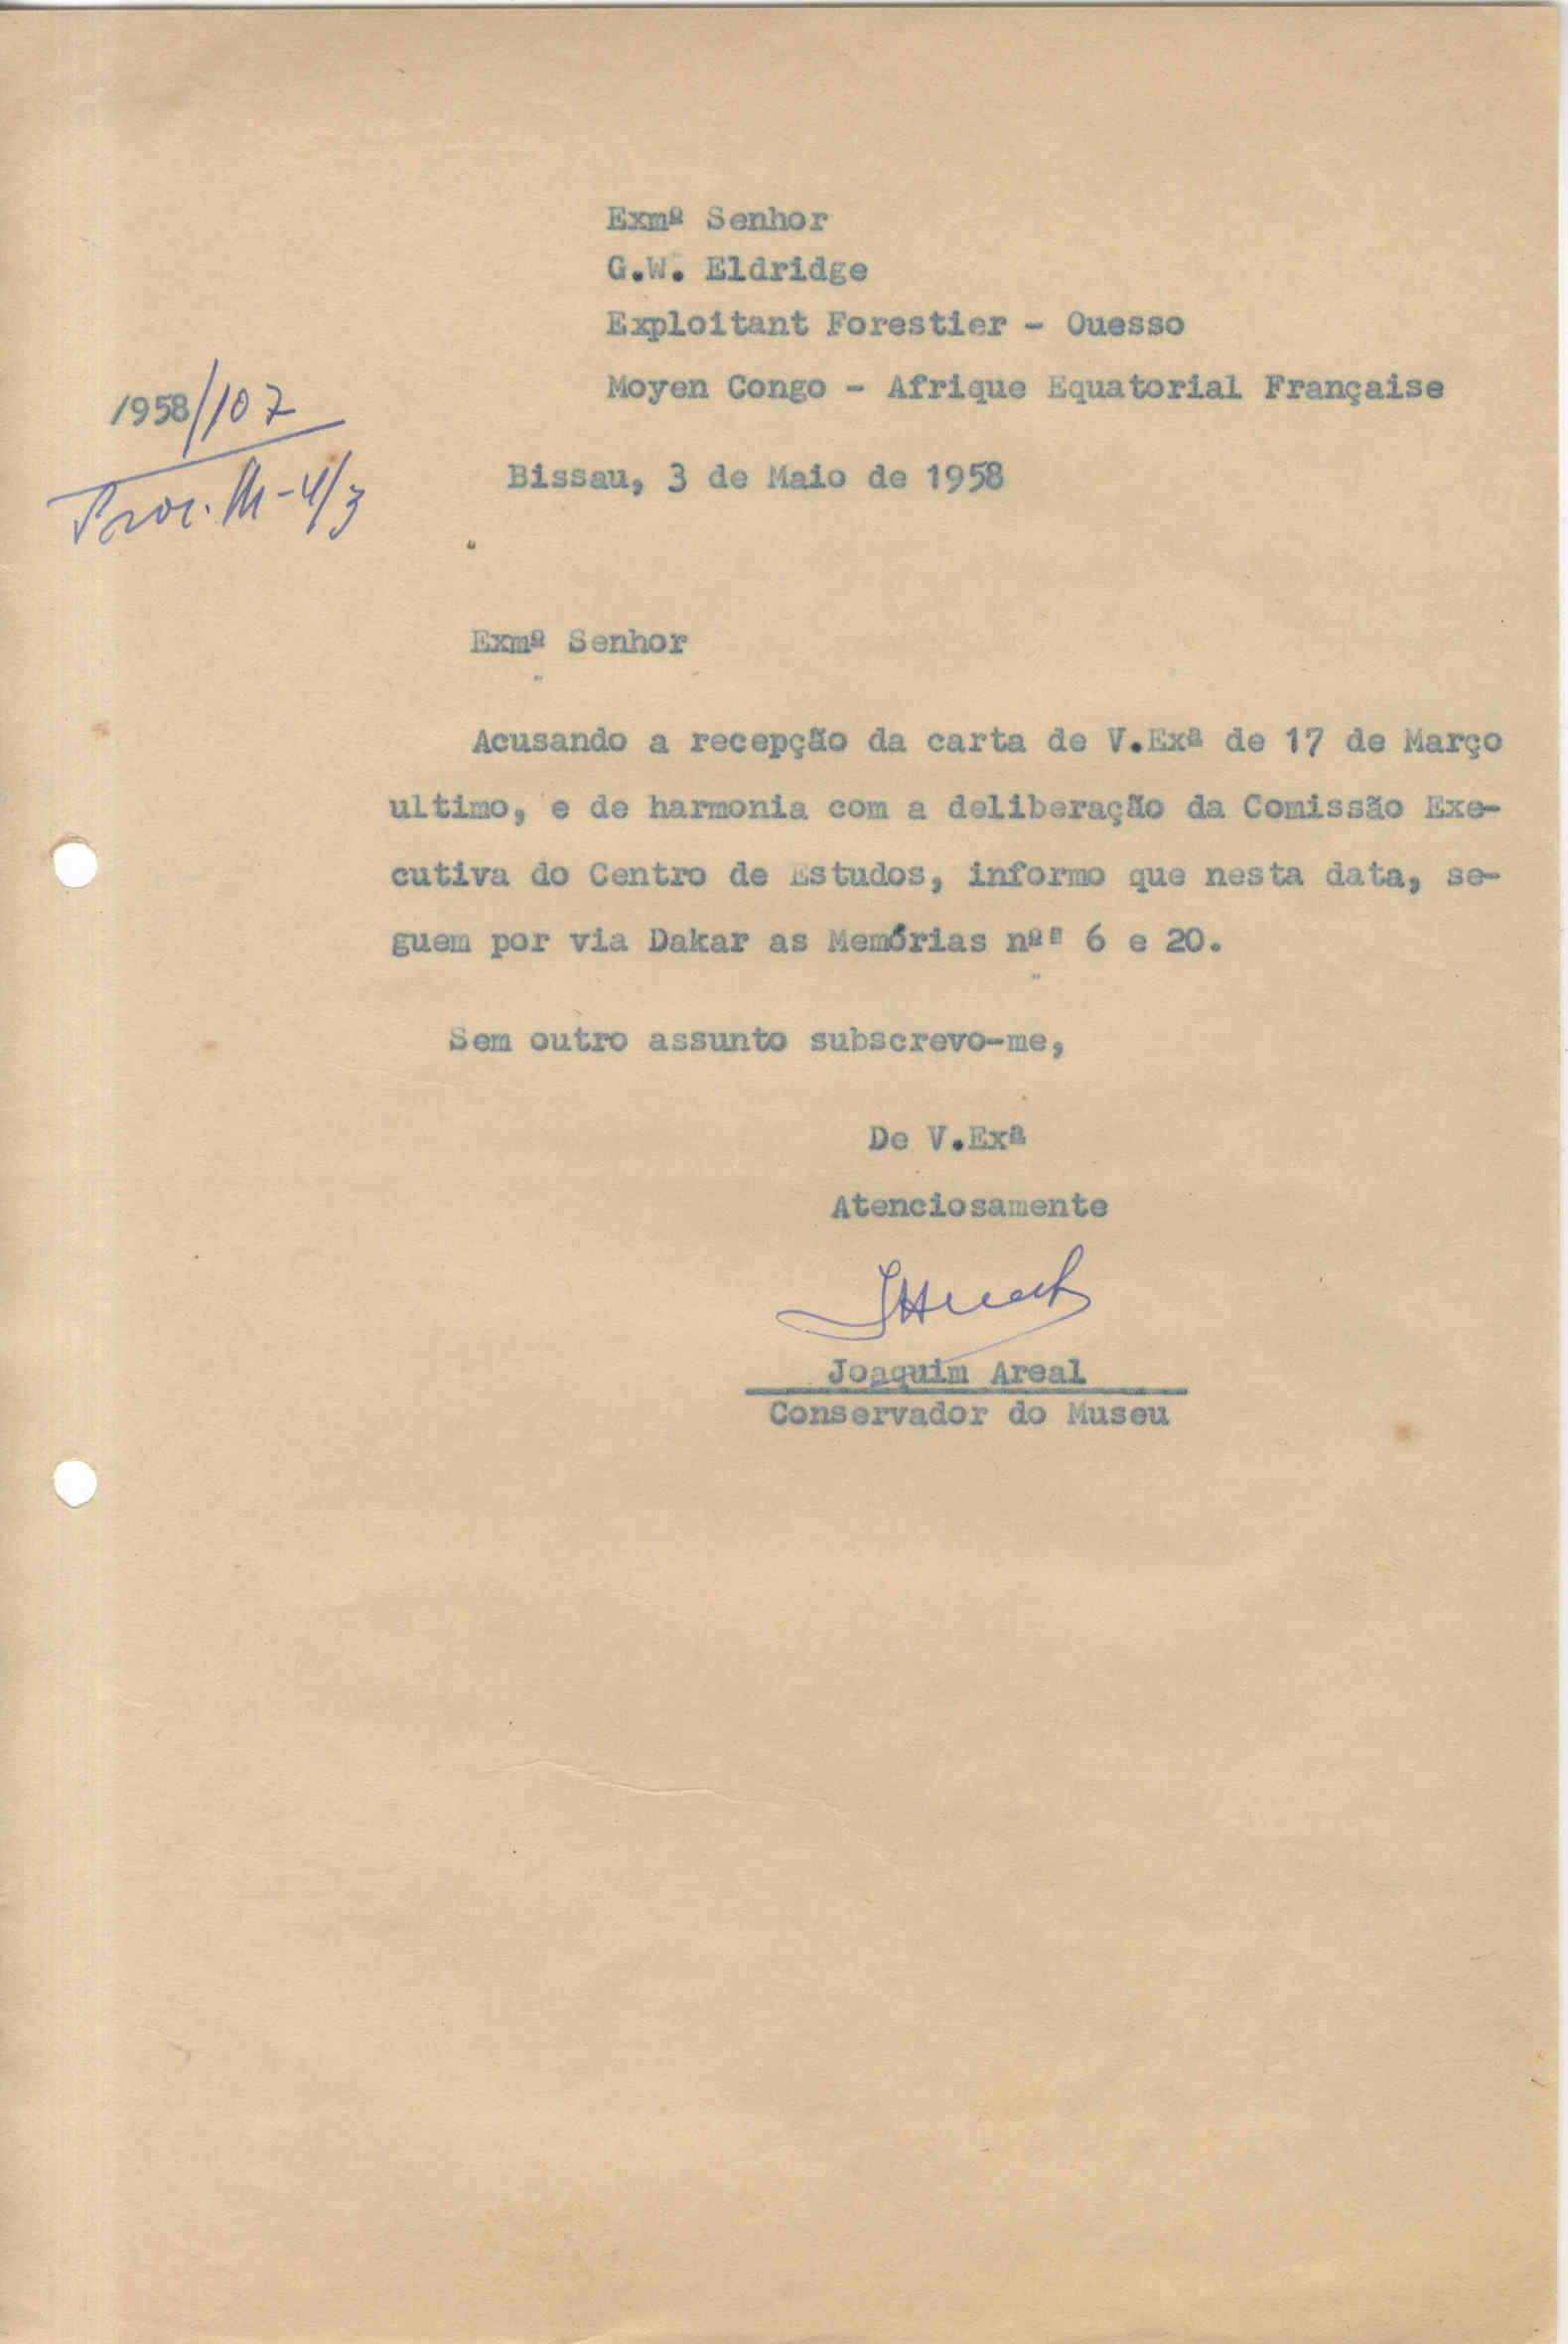 Exmº Senhor
G.W. Eldridge
Exploitant Forestier - Ouesso
Moyen Congo - Afrique Equatorial Française
1958/107
Proc. M-4/3
Bissau, 3 de Maio de 1958
Exmº Senhor
Acusando a recepção da carta de V.Exª de 17 de Março
ultimo, e de harmonia com a deliberação da Comissão Exe-
cutiva do Centro de Estudos, informo que nesta data, se-
guem por via Dakar as Memórias nºs 6 e 20.
Sem outro assunto subscrevo-me,
De V.Exª
Atenciosamente
Joaquim Areal
Conservador do Museu